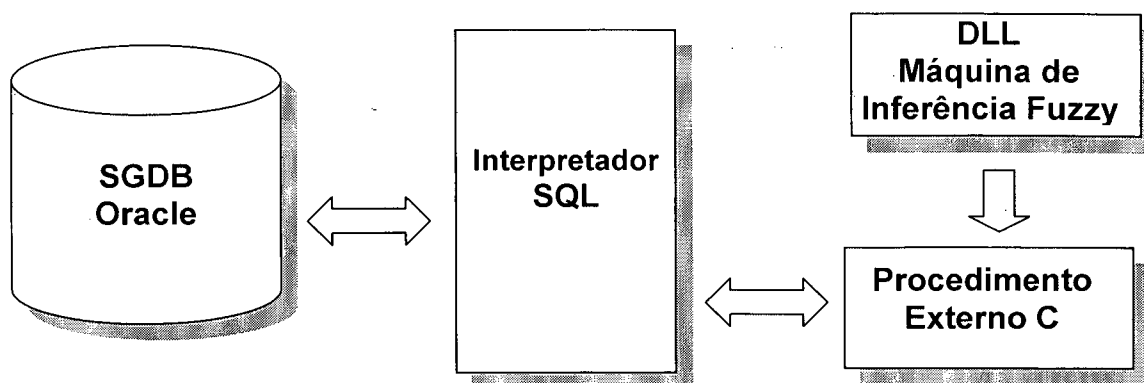 SGDB
Oracle
Interpretador
SQL
DLL
Máquina de
Inferência Fuzzy
Procedimento
Externo C